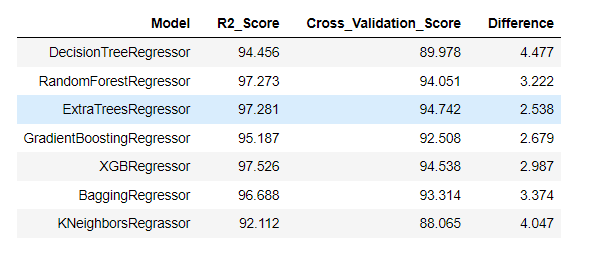 Model R2_Score Cross_Validation_Score Difference
DecisionTreeRegressor 94.456 89.978 4.477
RandomForestRegressor 97.273 94.051 3.222
ExtraTreesRegressor 97.281 94.742 2.538
GradientBoostingRegressor 95.187 92.508 2.679
XGBRegressor 97.526 94.538 2.987
BaggingRegressor 96.688 93.314 3.374
KNeighborsRegrassor 92.112 88.065 4.047